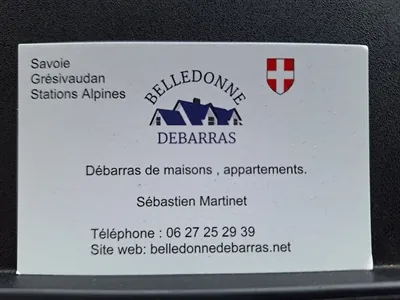 Savoie
Grésivaudan
Stations Alpines
BELLEDONNE
DEBARRAS
Débarras de maisons , appartements.
Sébastien Martinet
Téléphone : 06 27 25 29 39
Site web: belledonnedebarras.net